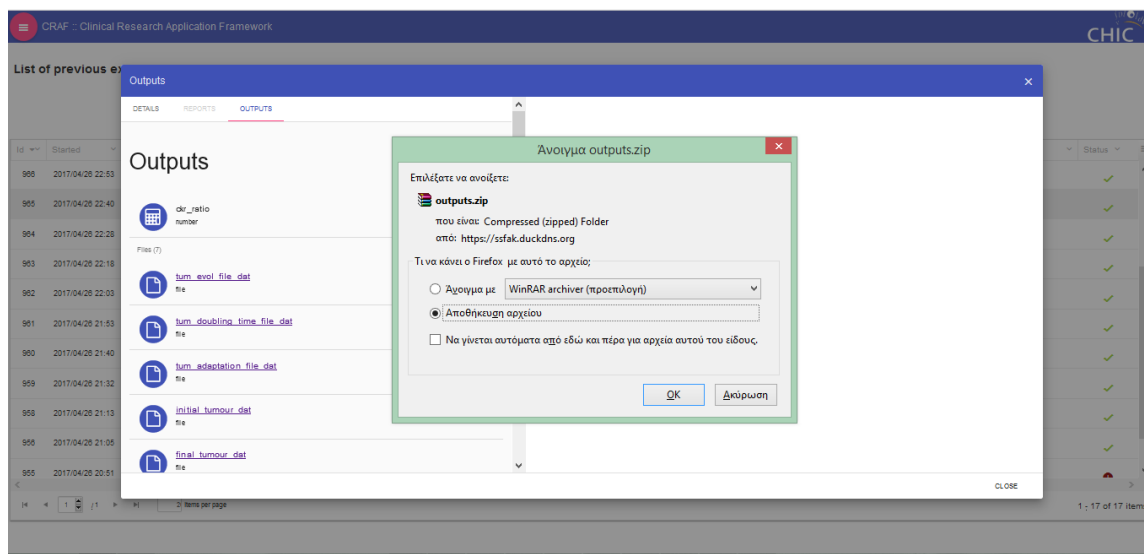 CRAF :: Clinical Research Application Framework
CHIC
List of previous ex
Outputs
×
DETAILS REPORTS OUTPUTS
Outputs
ckr_ratio
number
Files (7)
tum_evol_file_dat
file
tum_doubling_time_file_dat
file
tum_adaptation_file_dat
file
initial_tumour_dat
file
final_tumour_dat
file
CLOSE
Άνοιγμα outputs.zip
×
Επιλέξατε να ανοίξετε:
outputs.zip
που είναι: Compressed (zipped) Folder
από: https://ssfak.duckdns.org
Τι να κάνει ο Firefox με αυτό το αρχείο;
Άνοιγμα με WinRAR archiver (προεπιλογή)
Αποθήκευση αρχείου
Να γίνεται αυτόματα από εδώ και πέρα για αρχεία αυτού του είδους.
OK Ακύρωση
Id Started Status
966 2017/04/26 22:53
965 2017/04/26 22:40
964 2017/04/26 22:28
963 2017/04/26 22:18
962 2017/04/26 22:03
961 2017/04/26 21:53
960 2017/04/26 21:40
959 2017/04/26 21:32
958 2017/04/26 21:13
956 2017/04/26 21:05
955 2017/04/26 20:51
1 /1 items per page
1 - 17 of 17 items